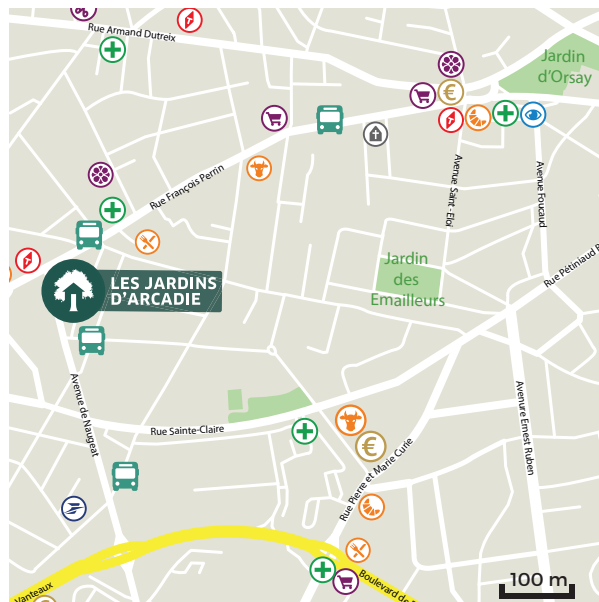 Rue Armand Dutreix
Jardin
d'Orsay
€
Rue François Perrin
Avenue Saint-Eloi
Avenue Foucaud
Jardin
des
Emailleurs
Rue Pétiniaud
LES JARDINS
D'ARCADIE
Avenue de Naugeat
Rue Sainte-Claire
€
Rue Pierre et Marie Curie
Avenure Ernest Ruben
Vanteaux
Boulevard de
100 m